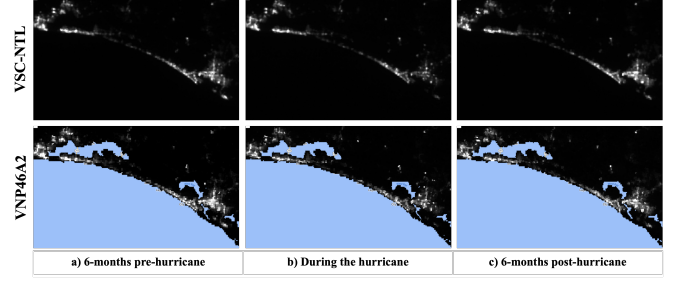 VSC-NTL
VNP46A2
a) 6-months pre-hurricane
b) During the hurricane
c) 6-months post-hurricane